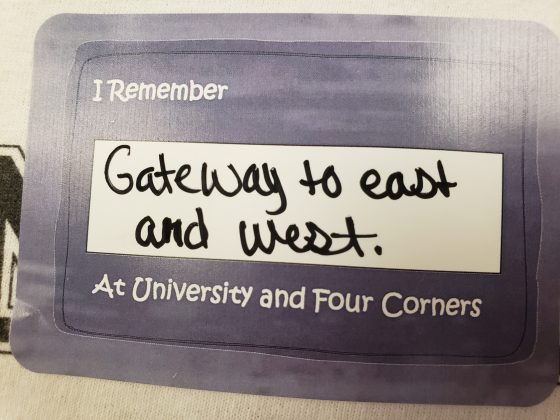 I Remember
Gateway to east
and west.
At University and Four Corners